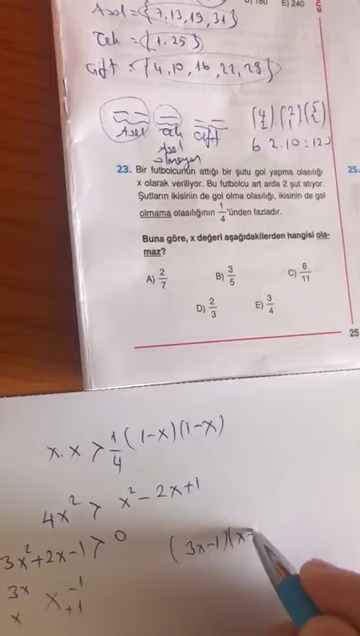 Asal = {7, 13, 19, 31}
E) 240
Tek = {1, 25}
Çift = {4, 10, 16, 22, 28}
Asal tek Çift
asal olmayan
6 . 2 . 10 = 120
23. Bir futbolcunun attığı bir şutu gol yapma olasılığı
x olarak veriliyor. Bu futbolcu art arda 2 şut atıyor.
Şutların ikisinin de gol olma olasılığı, ikisinin de gol
olmama olasılığının 1/4 'ünden fazladır.
Buna göre, x değeri aşağıdakilerden hangisi ola-
maz?
A) 2/7 B) 3/5 C) 6/11
D) 2/3 E) 3/4
25.
25
x.x > 1/4 (1-x)(1-x)
4x² > x² - 2x + 1
3x² + 2x - 1 > 0 (3x-1)(x
3x -1
x x +1